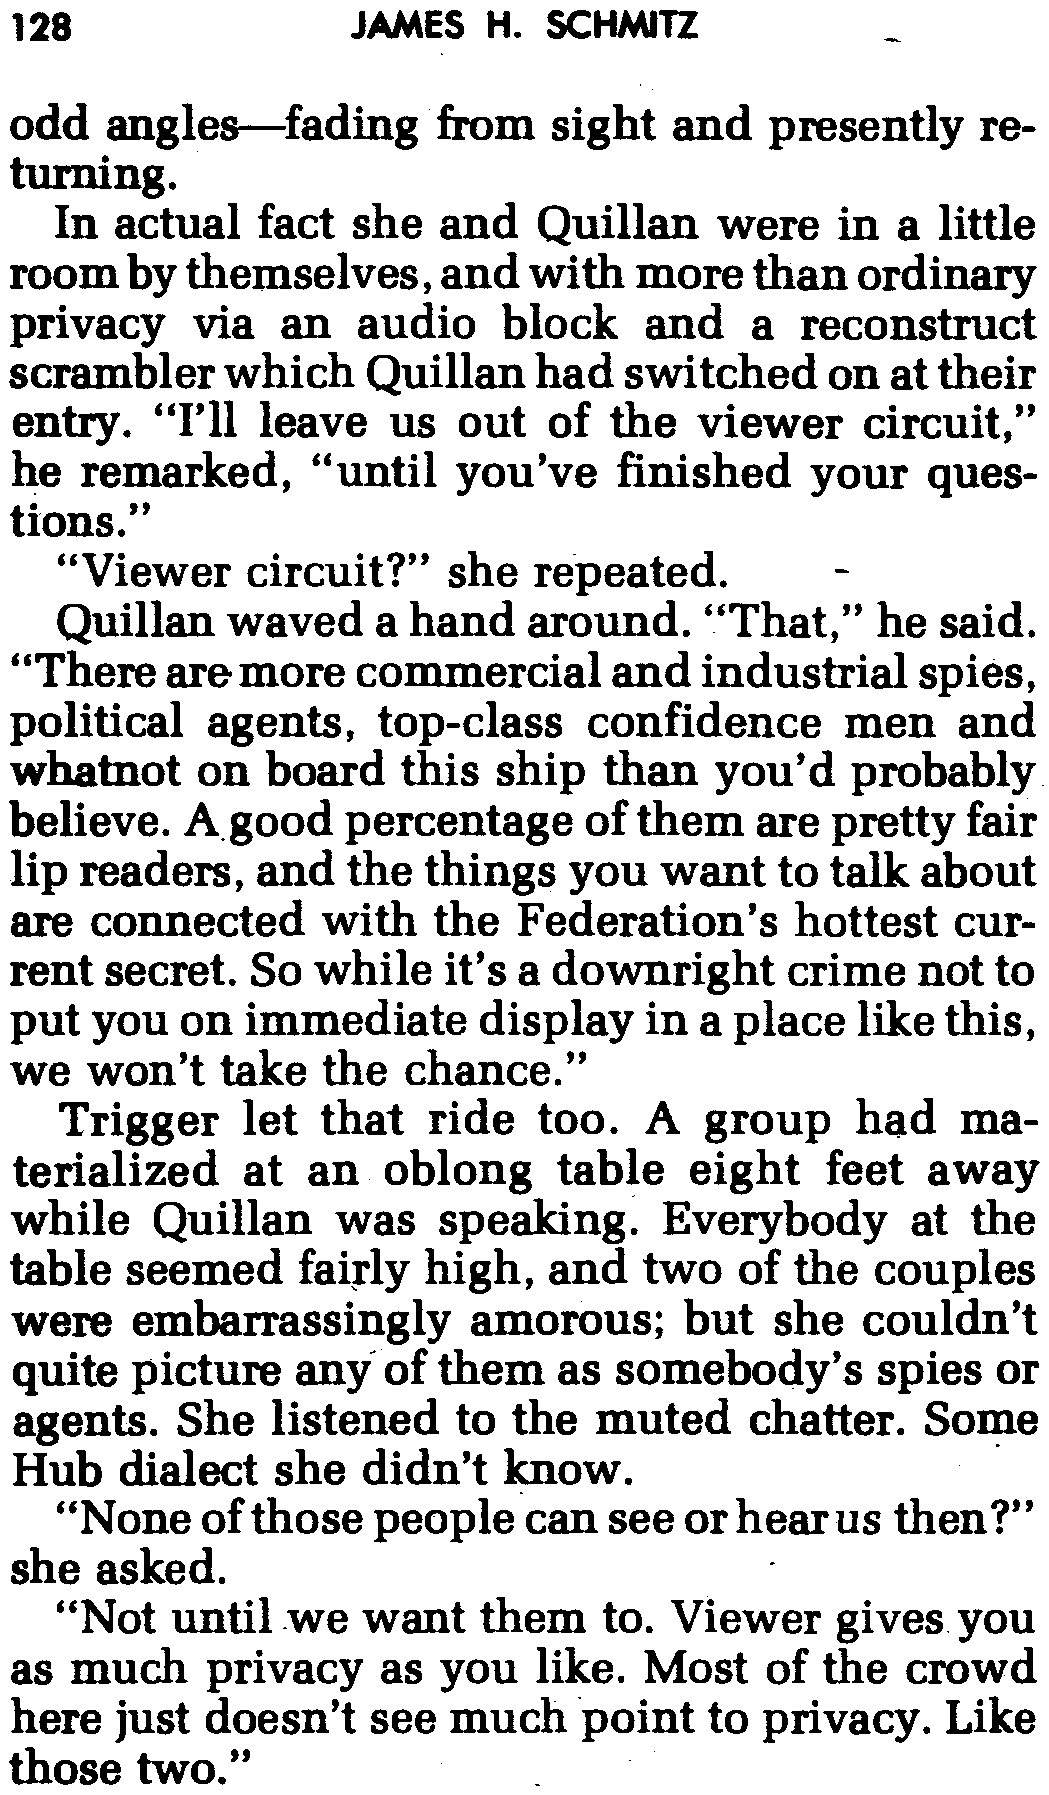 128 JAMES H. SCHMITZ
odd angles—fading from sight and presently re-
turning.
In actual fact she and Quillan were in a little
room by themselves, and with more than ordinary
privacy via an audio block and a reconstruct
scrambler which Quillan had switched on at their
entry. “I’ll leave us out of the viewer circuit,”
he remarked, “until you’ve finished your ques-
tions.”
“Viewer circuit?” she repeated.
Quillan waved a hand around. “That,” he said.
“There are more commercial and industrial spies,
political agents, top-class confidence men and
whatnot on board this ship than you’d probably
believe. A good percentage of them are pretty fair
lip readers, and the things you want to talk about
are connected with the Federation’s hottest cur-
rent secret. So while it’s a downright crime not to
put you on immediate display in a place like this,
we won’t take the chance.”
Trigger let that ride too. A group had ma-
terialized at an oblong table eight feet away
while Quillan was speaking. Everybody at the
table seemed fairly high, and two of the couples
were embarrassingly amorous; but she couldn’t
quite picture any of them as somebody’s spies or
agents. She listened to the muted chatter. Some
Hub dialect she didn’t know.
“None of those people can see or hear us then?”
she asked.
“Not until we want them to. Viewer gives you
as much privacy as you like. Most of the crowd
here just doesn’t see much point to privacy. Like
those two.”